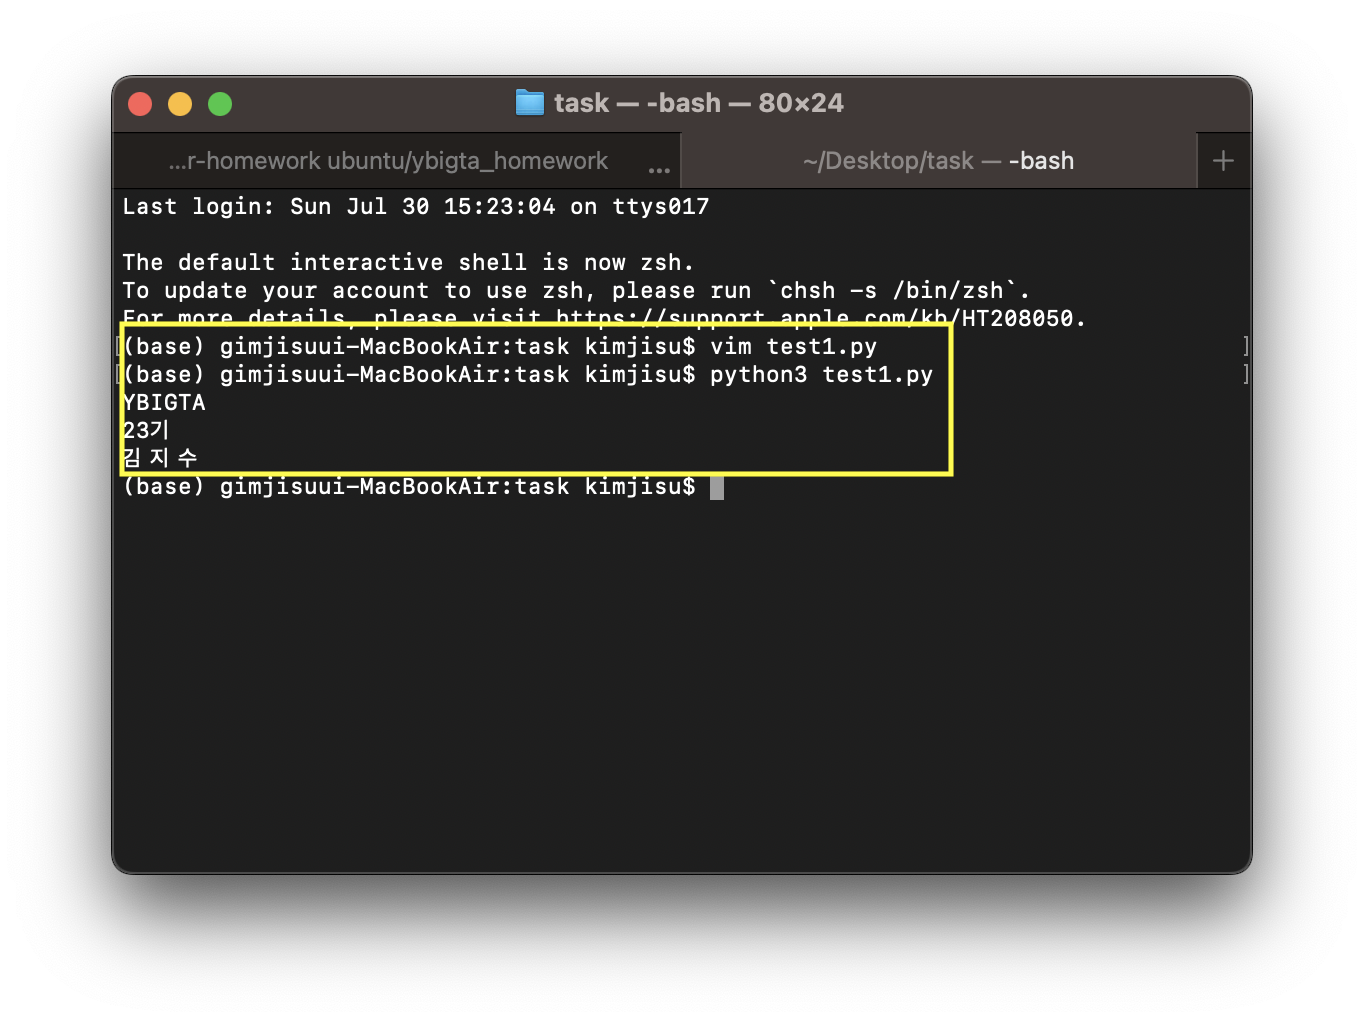 task — -bash — 80×24
...r-homework ubuntu/ybigta_homework ...
~/Desktop/task — -bash
Last login: Sun Jul 30 15:23:04 on ttys017
The default interactive shell is now zsh.
To update your account to use zsh, please run `chsh -s /bin/zsh`.
For more details, please visit https://support.apple.com/kb/HT208050.
[(base) gimjisuui-MacBookAir:task kimjisu$ vim test1.py ]
[(base) gimjisuui-MacBookAir:task kimjisu$ python3 test1.py ]
YBIGTA
23기
김 지 수
(base) gimjisuui-MacBookAir:task kimjisu$